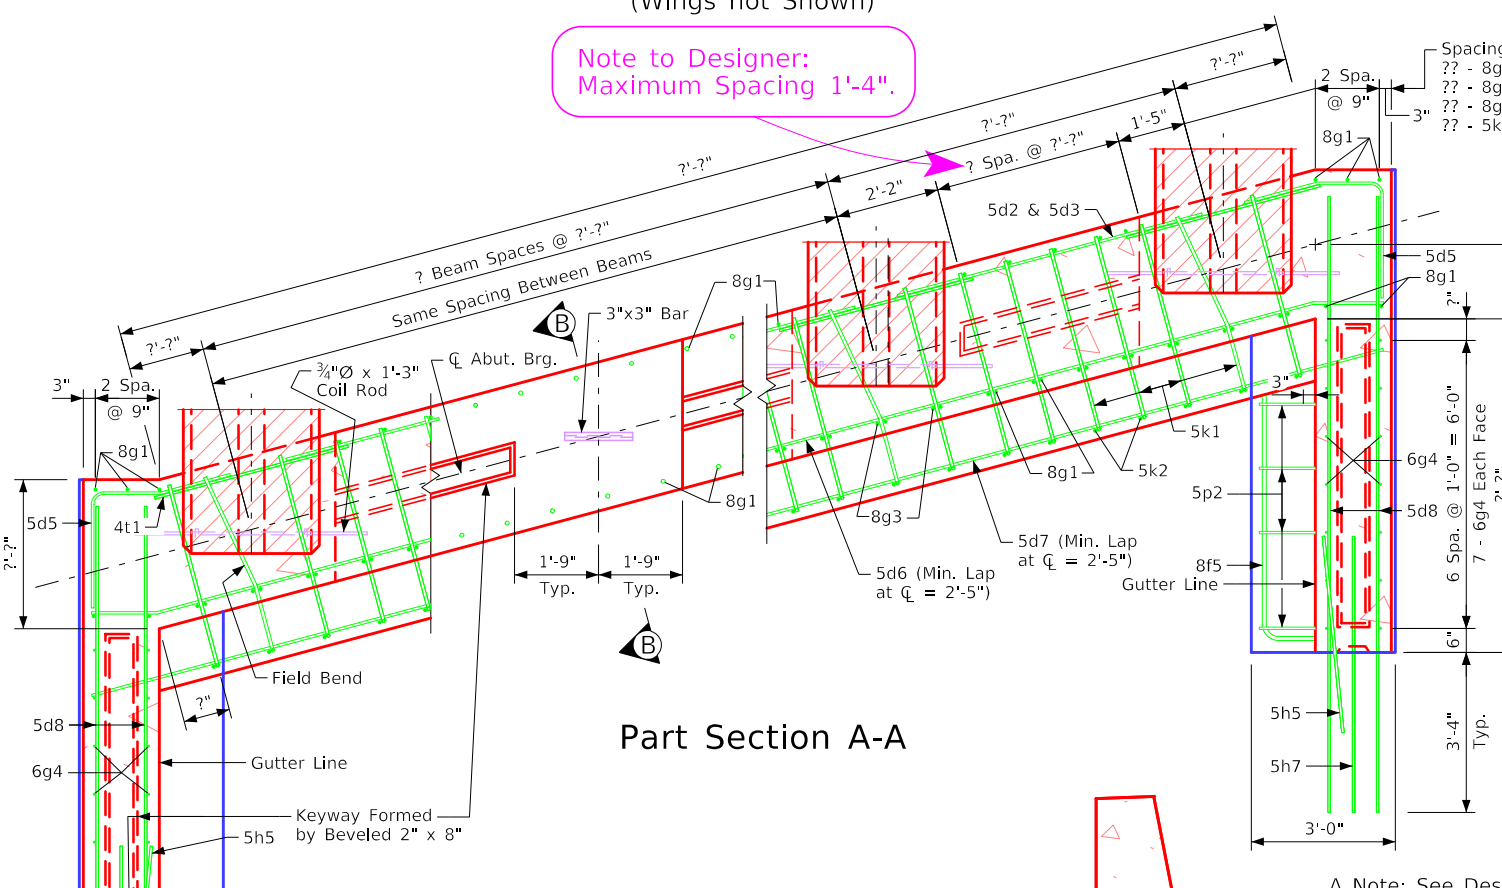 (Wings not Shown)
Note to Designer:
Maximum Spacing 1'-4".
?'-?"
?'-?"
?'-?"
1'-5"
? Spa. @ ?'-?"
2'-2"
2 Spa.
@ 9"
3"
Spacing
?? - 8g
?? - 8g
?? - 8g
?? - 5k
8g1
5d2 & 5d3
5d5
8g1
? Beam Spaces @ ?'-?"
Same Spacing Between Beams
?'-?"
8g1
3"x3" Bar
B
℄ Abut. Brg.
¾"Ø x 1'-3"
Coil Rod
3"
2 Spa.
@ 9"
8g1
5d5
4t1
?'-?"
?".
3"
5k1
5k2
8g1
8g3
8g1
6g4
5p2
5d8
8f5
Gutter Line
6 Spa. @ 1'-0" = 6'-0"
7 - 6g4 Each Face
?'-2"
6"
5d7 (Min. Lap
at ℄ = 2'-5")
5d6 (Min. Lap
at ℄ = 2'-5")
1'-9"
Typ.
1'-9"
Typ.
B
Field Bend
?"
5d8
6g4
Gutter Line
Part Section A-A
5h5
5h7
3'-4"
Typ.
3'-0"
Keyway Formed
by Beveled 2" x 8"
5h5
Note: See Des